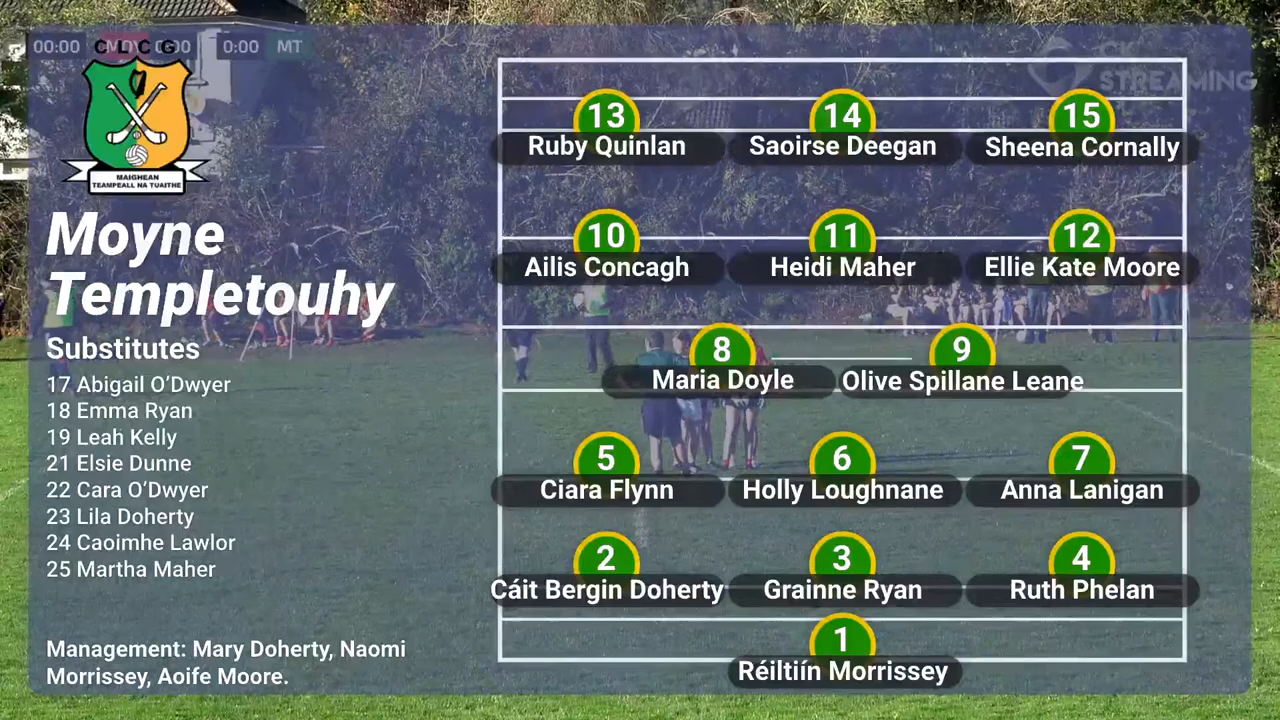 00:00
0:00
MT
STREAMING
C L C G
MAIGHEAN
TEAMPEALL NA TUAITHE
Moyne
Templetouhy
Substitutes
17 Abigail O'Dwyer
18 Emma Ryan
19 Leah Kelly
21 Elsie Dunne
22 Cara O'Dwyer
23 Lila Doherty
24 Caoimhe Lawlor
25 Martha Maher
Management: Mary Doherty, Naomi
Morrissey, Aoife Moore.
13 14 15
Ruby Quinlan Saoirse Deegan Sheena Cornally
10 11 12
Ailis Concagh Heidi Maher Ellie Kate Moore
8 9
Maria Doyle Olive Spillane Leane
5 6 7
Ciara Flynn Holly Loughnane Anna Lanigan
2 3 4
Cáit Bergin Doherty Grainne Ryan Ruth Phelan
1
Réiltiín Morrissey